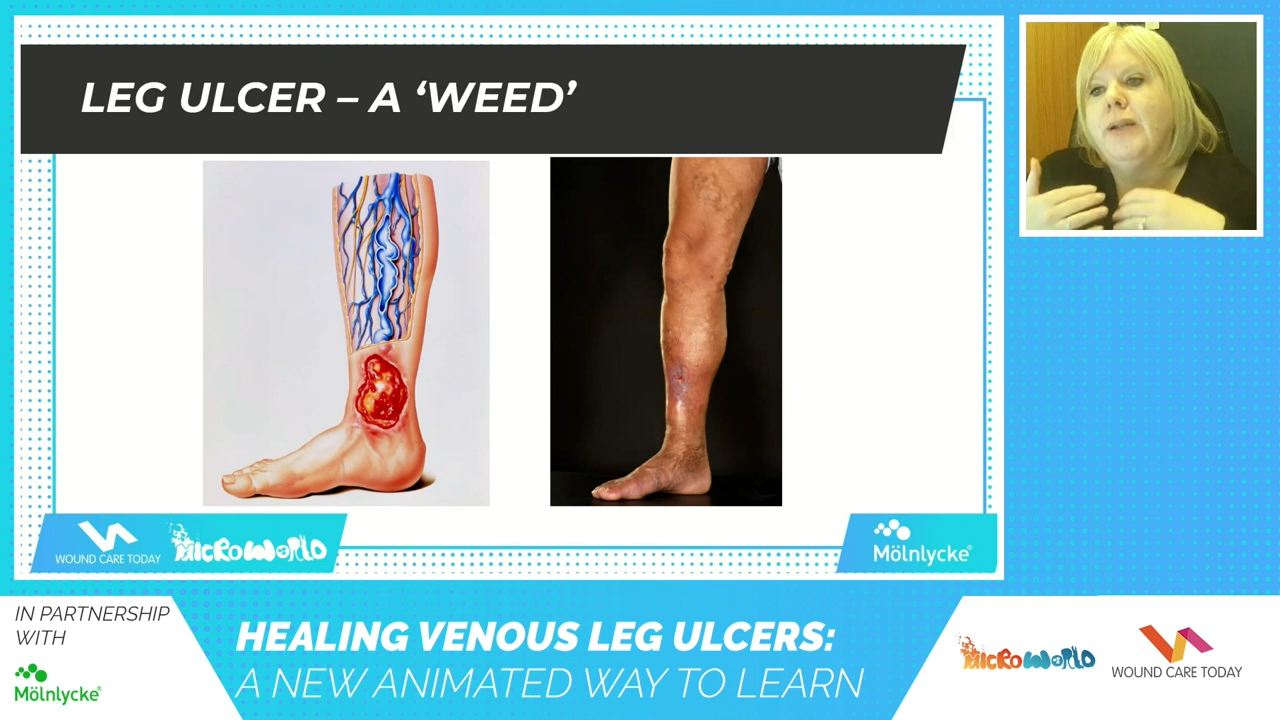 LEG ULCER – A ‘WEED’
WOUND CARE TODAY
MICROWORLD
Mölnlycke®
IN PARTNERSHIP
WITH
Mölnlycke®
HEALING VENOUS LEG ULCERS:
A NEW ANIMATED WAY TO LEARN
MICROWORLD
WOUND CARE TODAY